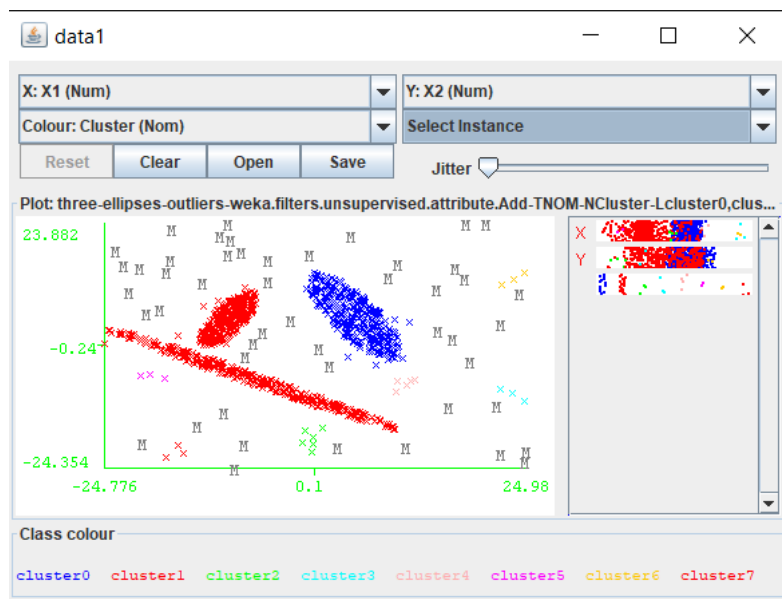 data1
X: X1 (Num) Y: X2 (Num)
Colour: Cluster (Nom) Select Instance
Reset Clear Open Save Jitter
Plot: three-ellipses-outliers-weka.filters.unsupervised.attribute.Add-TNOM-NCluster-Lcluster0,clus...
23.882
-0.24
-24.354
-24.776 0.1 24.98
X
Y
Class colour
cluster0 cluster1 cluster2 cluster3 cluster4 cluster5 cluster6 cluster7